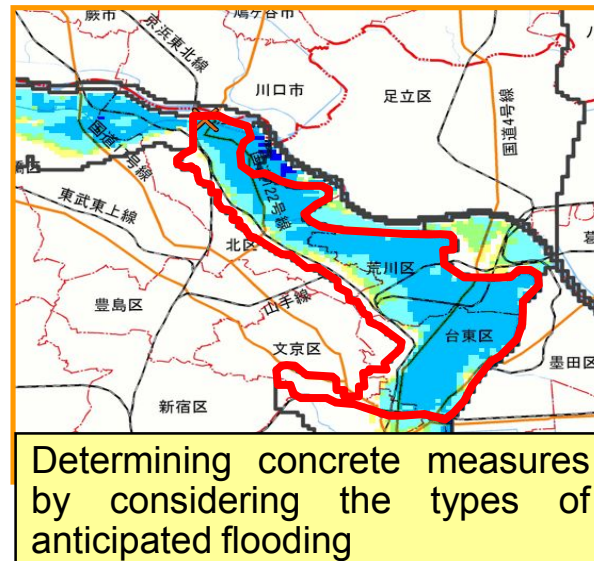 蕨市
京浜東北線
鳩ヶ谷市
川口市
足立区
国道4号線
国道17号線
橋区
122号線
東武東上線
北区
荒川区
豊島区
山手線
台東区
文京区
墨田区
新宿区
Determining concrete measures
by considering the types of
anticipated flooding